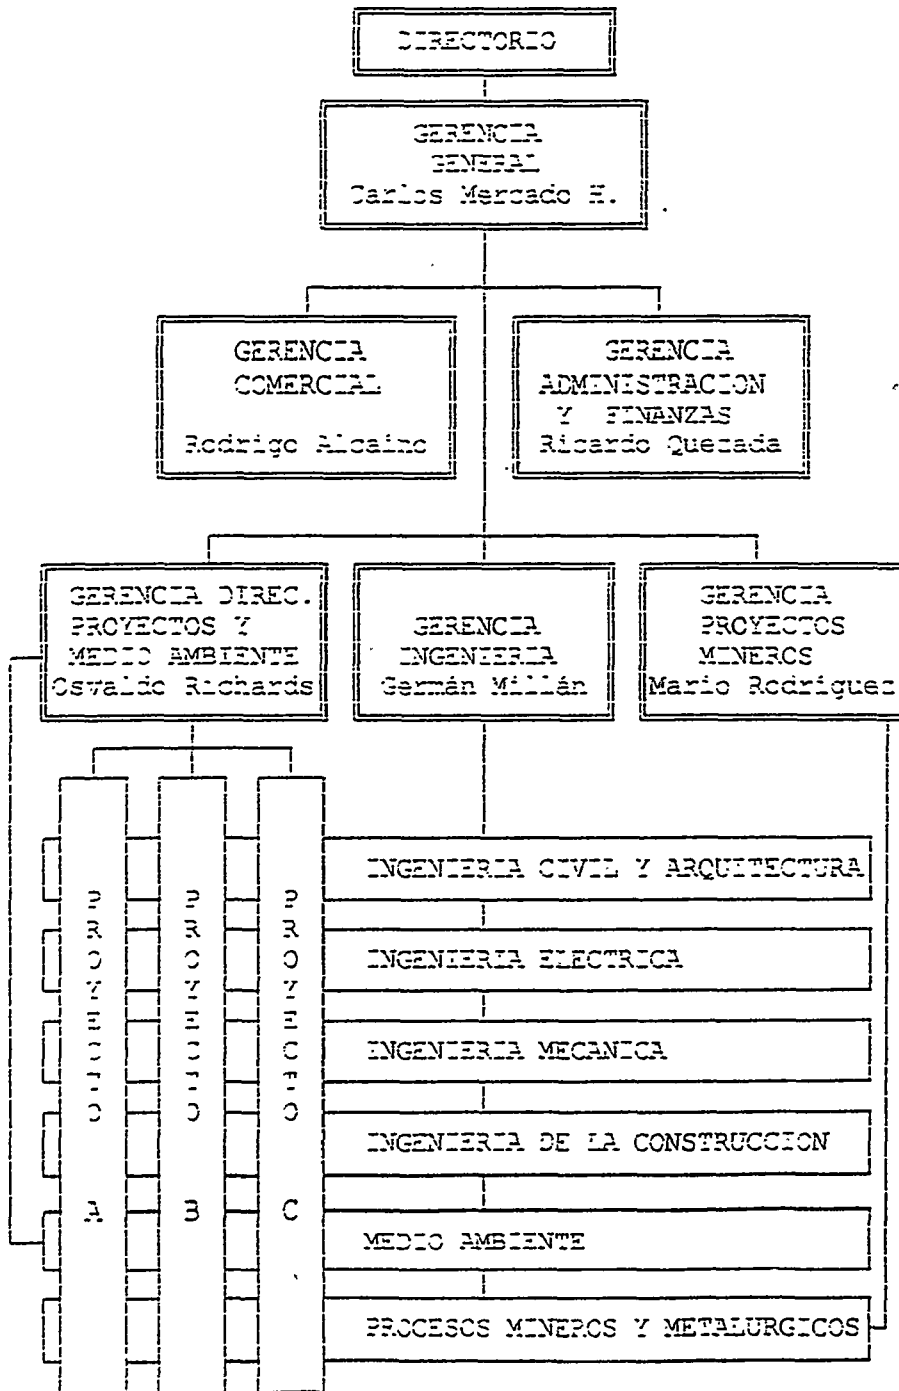 DIRECTORIO
GERENCIA
GENERAL
Carlos Mercado H.
GERENCIA
COMERCIAL
Rodrigo Alcaino
GERENCIA
ADMINISTRACION
Y FINANZAS
Ricardo Quezada
GERENCIA DIREC.
PROYECTOS Y
MEDIO AMBIENTE
Osvaldo Richards
GERENCIA
INGENIERIA
Germán Millán
GERENCIA
PROYECTOS
MINEROS
Mario Rodriguez
PROYECTO A
PROYECTO B
PROYECTO C
INGENIERIA CIVIL Y ARQUITECTURA
INGENIERIA ELECTRICA
INGENIERIA MECANICA
INGENIERIA DE LA CONSTRUCCION
MEDIO AMBIENTE
PROCESOS MINEROS Y METALURGICOS